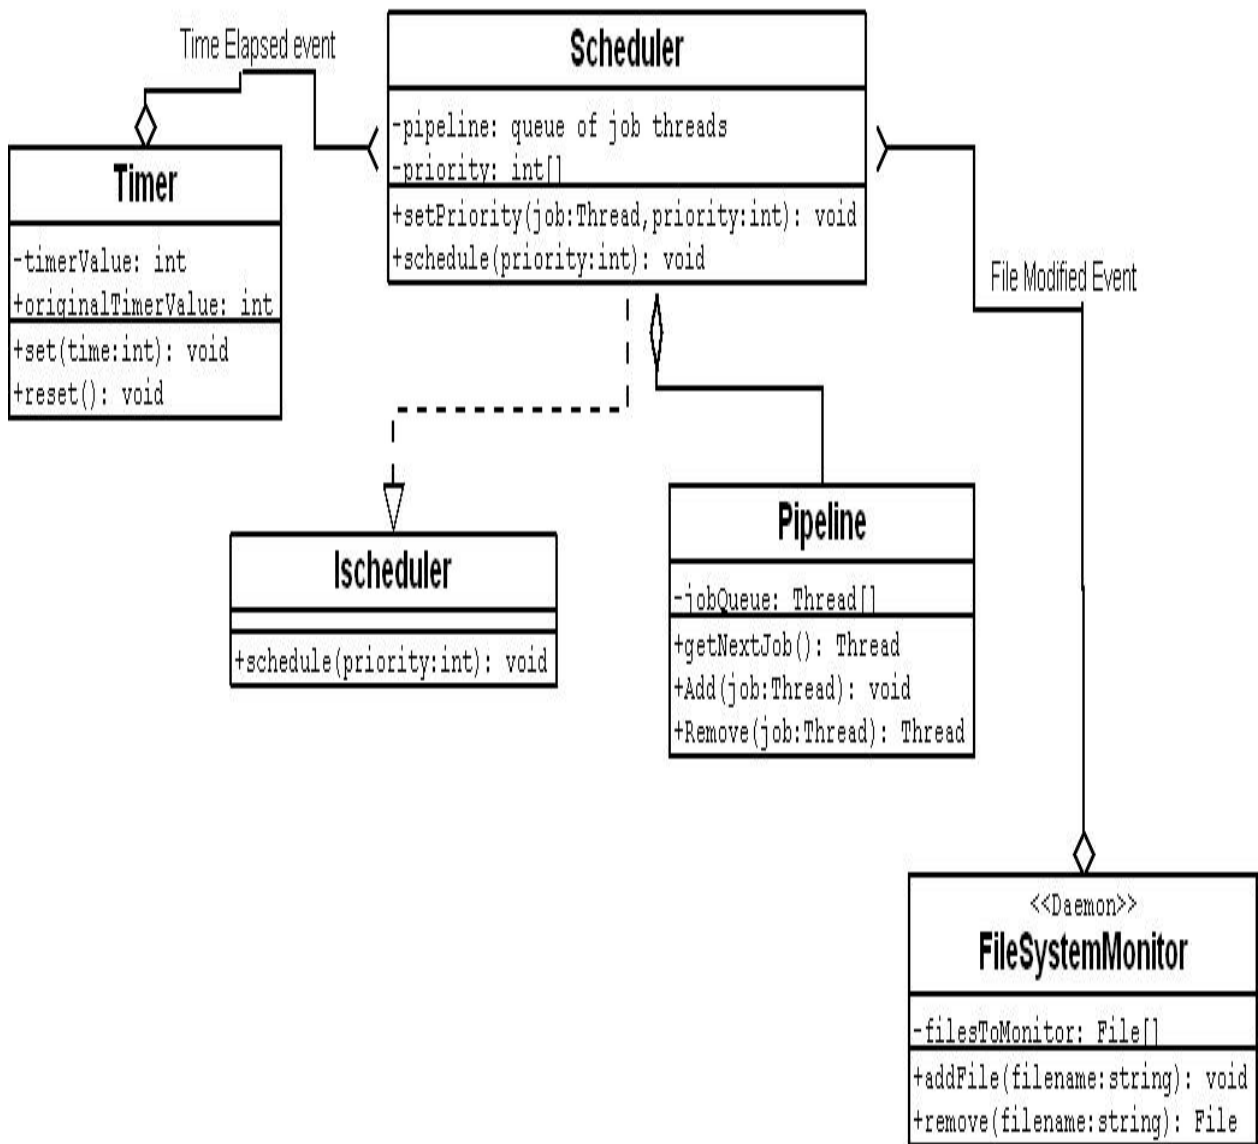 Time Elapsed event
Scheduler
-pipeline: queue of job threads
-priority: int[]
+setPriority(job:Thread,priority:int): void
+schedule(priority:int): void
Timer
-timerValue: int
+originalTimerValue: int
+set(time:int): void
+reset(): void
File Modified Event
Ischeduler
+schedule(priority:int): void
Pipeline
-jobQueue: Thread[]
+getNextJob(): Thread
+Add(job:Thread): void
+Remove(job:Thread): Thread
<<Daemon>>
FileSystemMonitor
-filesToMonitor: File[]
+addFile(filename:string): void
+remove(filename:string): File